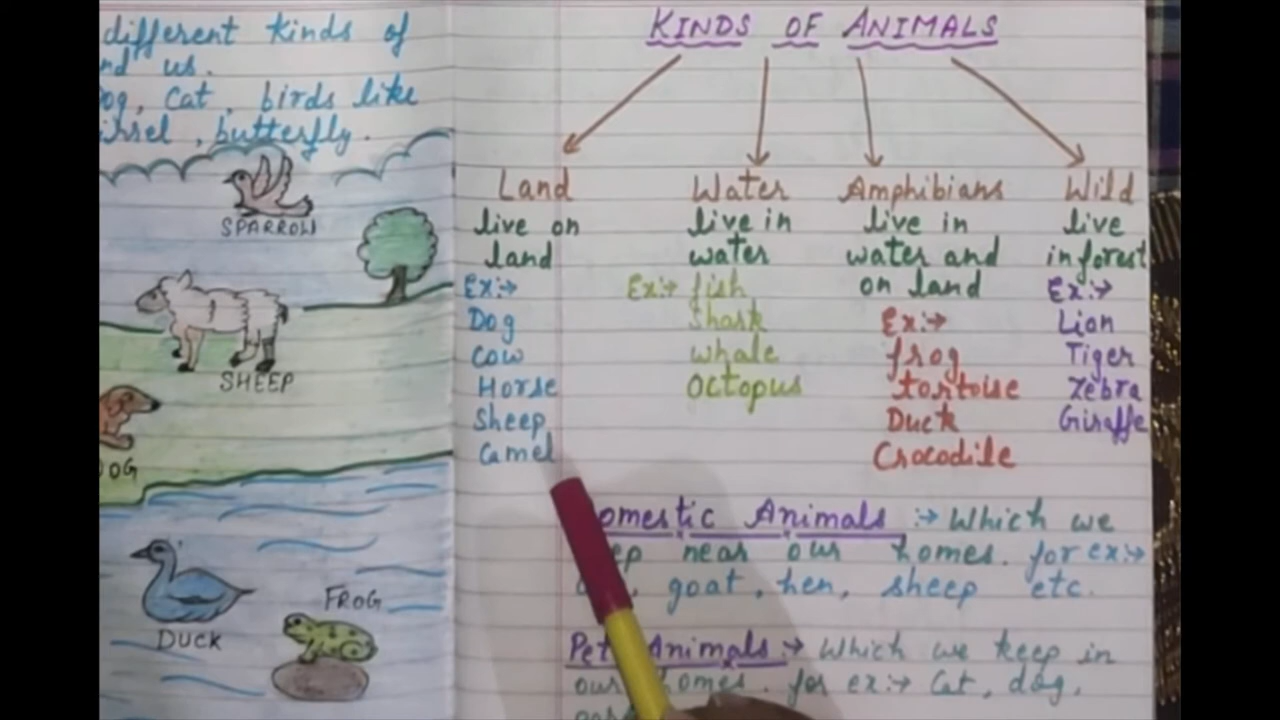 different kinds of
us.
Cat, birds like
butterfly.
SPARROW
SHEEP
DOG
DUCK
FROG
KINDS OF ANIMALS
Land
live on
land
Ex:→
Dog
Cow
Horse
Sheep
Camel
Water
live in
water
Ex:→ fish
Shark
whale
Octopus
Amphibians
live in
water and
on land
Ex:→
frog
tortoise
Duck
Crocodile
Wild
live
in forest
Ex:→
Lion
Tiger
Zebra
Giraffe
Domestic Animals :→ Which we
keep near our homes. for ex:→
goat, hen, sheep etc.
Pet Animals :→ Which we keep in
our homes. for ex:→ Cat, dog,